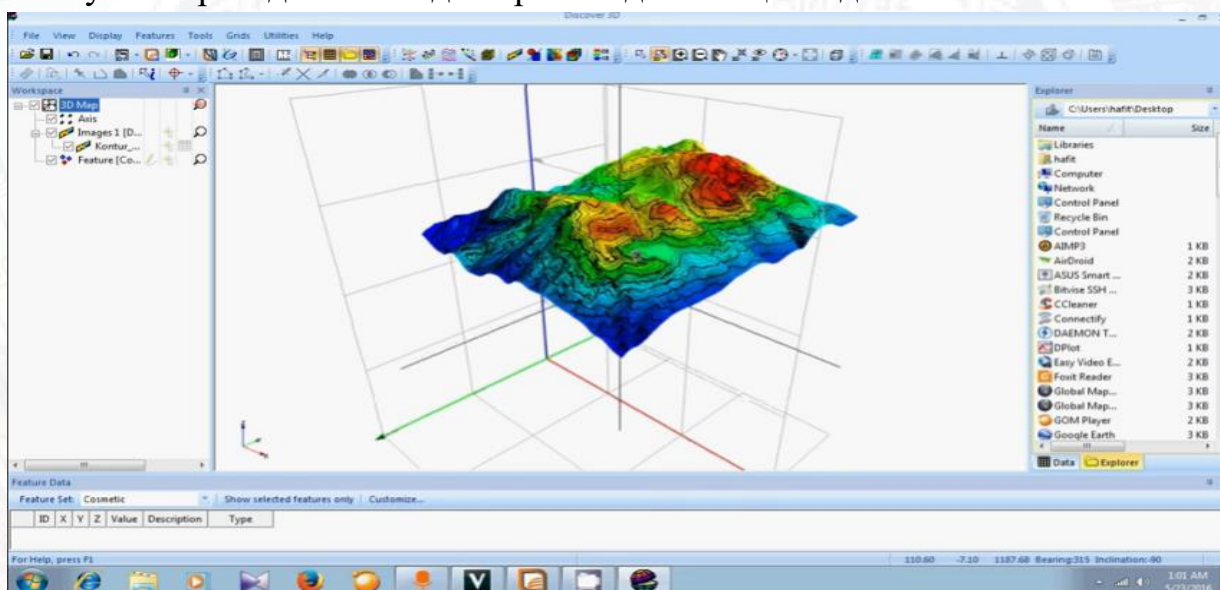 Discover 3D
File View Display Features Tools Grids Utilities Help
Workspace
3D Map
Axis
Images 1 [D...
Kontur_...
Feature [Co...
Explorer
C:\Users\hafit\Desktop
Name Size
Libraries
hafit
Computer
Network
Control Panel
Recycle Bin
Control Panel
AIMP3 1 KB
AirDroid 2 KB
ASUS Smart ... 2 KB
Bitvise SSH ... 3 KB
CCleaner 1 KB
Connectify 1 KB
DAEMON T... 2 KB
DPlot 1 KB
Easy Video E... 2 KB
Foxit Reader 3 KB
Global Map... 3 KB
Global Map... 3 KB
GOM Player 2 KB
Google Earth 3 KB
Data Explorer
Feature Data
Feature Set: Cosmetic Show selected features only Customize...
ID X Y Z Value Description Type
For Help, press F1 110.60 -7.10 1187.68 Bearing:315 Inclination:-90
1:01 AM
5/23/2016